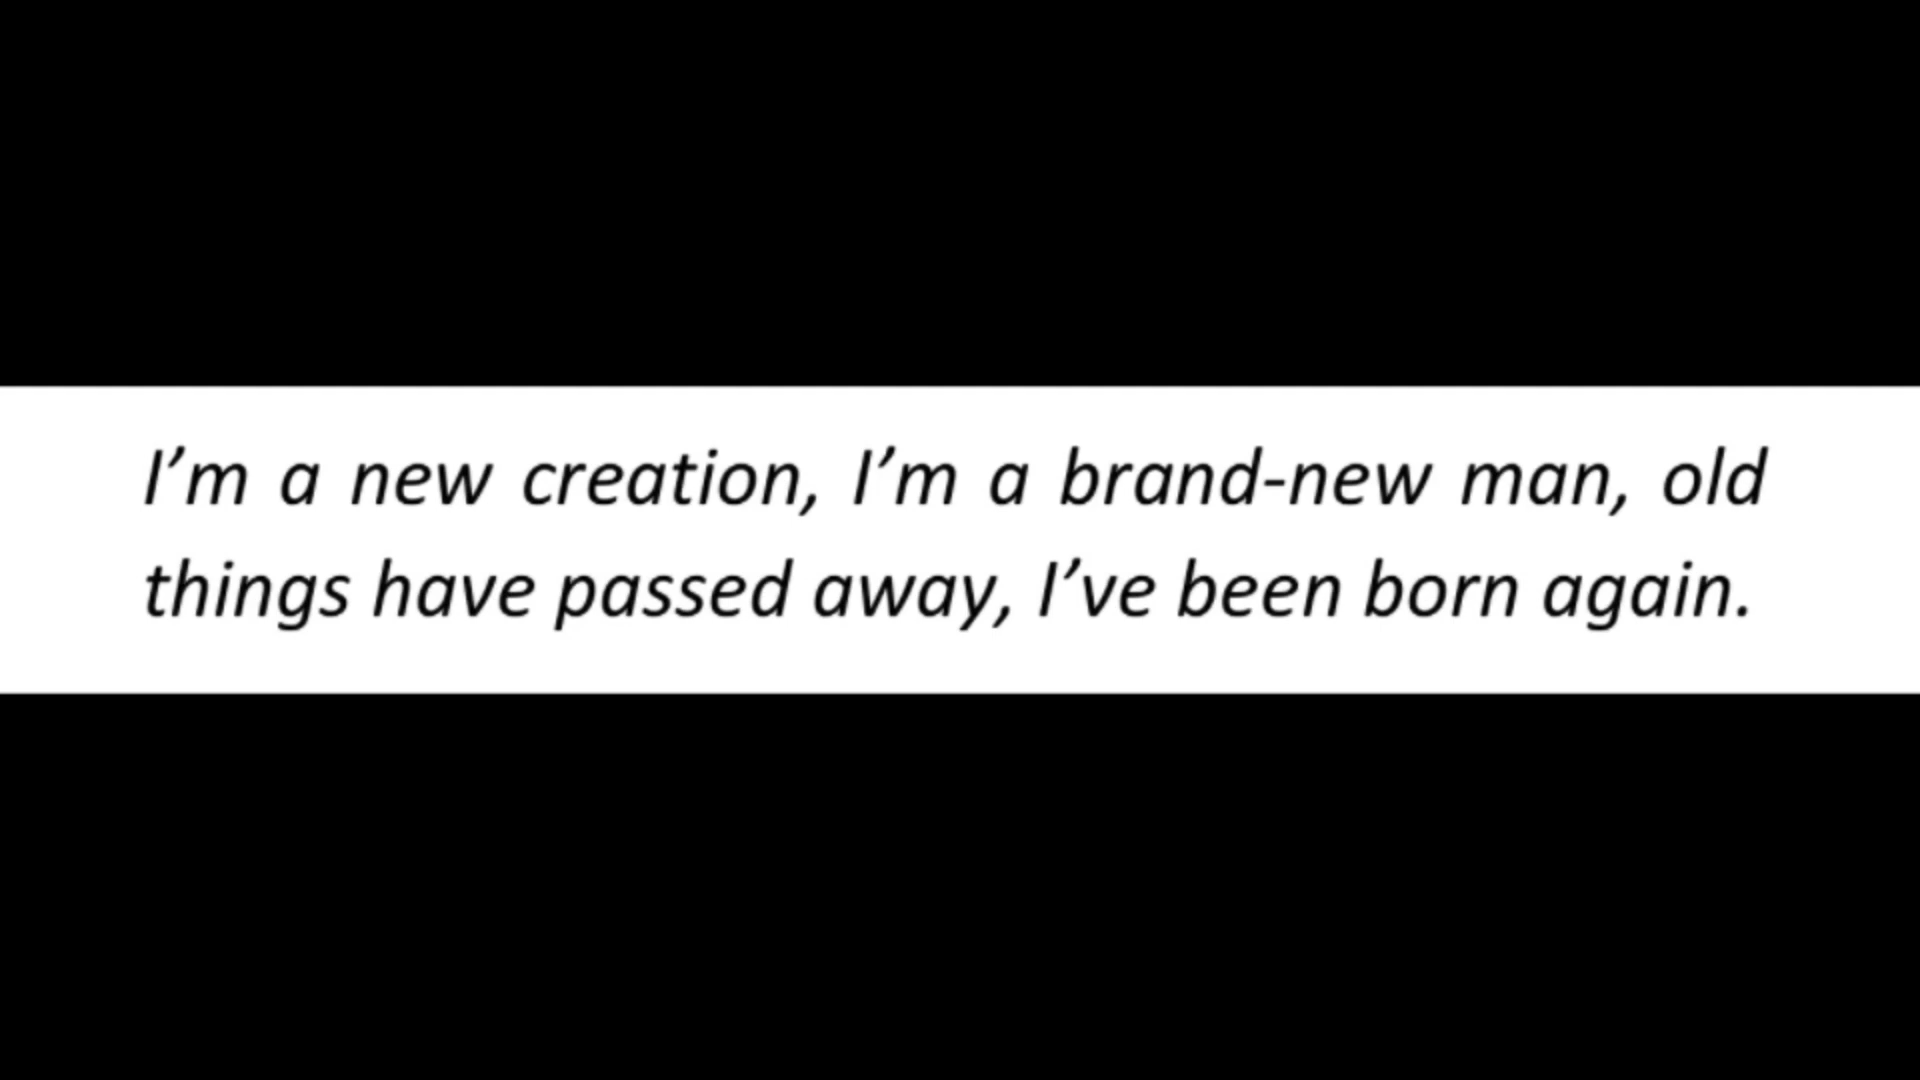 I’m a new creation, I’m a brand-new man, old
things have passed away, I’ve been born again.